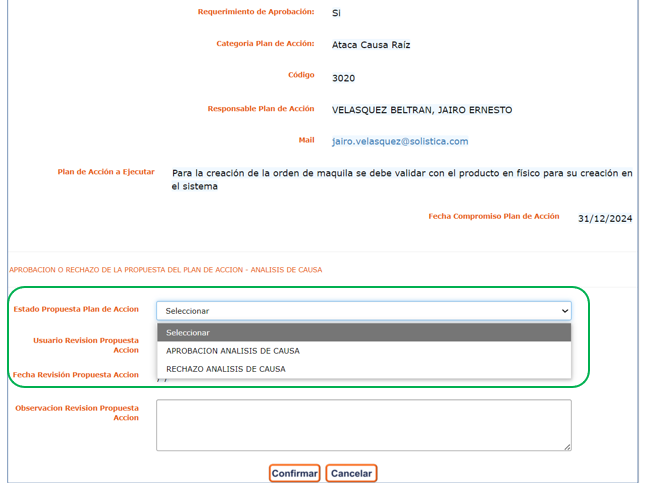 Requerimiento de Aprobación: Si
Categoria Plan de Acción: Ataca Causa Raíz
Código 3020
Responsable Plan de Acción VELASQUEZ BELTRAN, JAIRO ERNESTO
Mail jairo.velasquez@solistica.com
Plan de Acción a Ejecutar Para la creación de la orden de maquila se debe validar con el producto en físico para su creación en
el sistema
Fecha Compromiso Plan de Acción 31/12/2024
APROBACION O RECHAZO DE LA PROPUESTA DEL PLAN DE ACCION - ANALISIS DE CAUSA
Estado Propuesta Plan de Accion Seleccionar
Seleccionar
Usuario Revision Propuesta
Accion
APROBACION ANALISIS DE CAUSA
Fecha Revisión Propuesta Accion RECHAZO ANALISIS DE CAUSA
/ /
Observacion Revision Propuesta
Accion
Confirmar Cancelar